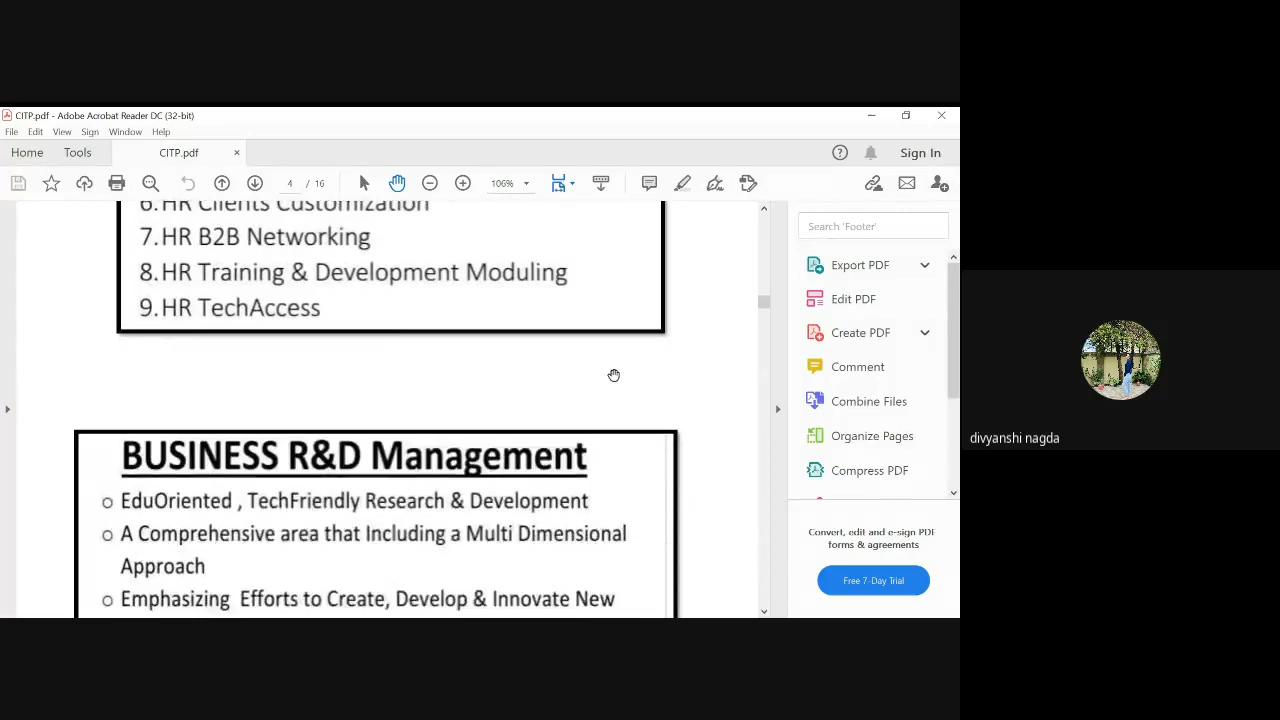 CITP.pdf - Adobe Acrobat Reader DC (32-bit)
File Edit View Sign Window Help
Home Tools CITP.pdf × Sign In
4 / 16 106%
6. HR Clients Customization
7. HR B2B Networking
8. HR Training & Development Moduling
9. HR TechAccess
BUSINESS R&D Management
o EduOriented , TechFriendly Research & Development
o A Comprehensive area that Including a Multi Dimensional
Approach
o Emphasizing Efforts to Create, Develop & Innovate New
Search 'Footer'
Export PDF
Edit PDF
Create PDF
Comment
Combine Files
Organize Pages
Compress PDF
Convert, edit and e-sign PDF
forms & agreements
Free 7-Day Trial
divyanshi nagda